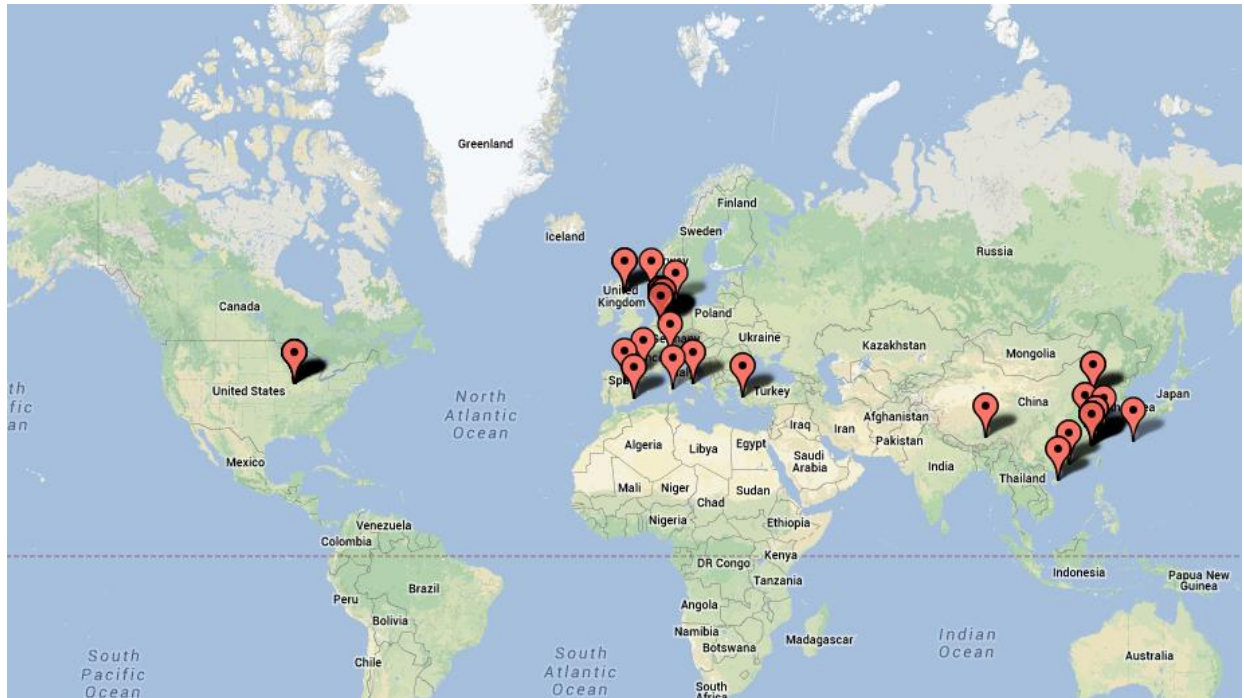 Greenland
Finland
Iceland
Sweden
Russia
United
Kingdom
Canada
Poland
Ukraine
Kazakhstan
Mongolia
United States
North
Atlantic
Ocean
Turkey
China
Japan
Afghanistan
Iraq
Iran
Pakistan
Algeria
Libya
Egypt
Saudi
Arabia
Mexico
India
Thailand
Mali
Niger
Chad
Sudan
Nigeria
Ethiopia
Venezuela
Colombia
Kenya
DR Congo
Indonesia
Papua New
Guinea
Tanzania
Brazil
Peru
Angola
Bolivia
Namibia
Madagascar
Botswana
Indian
Ocean
Chile
South
Pacific
Ocean
South
Atlantic
Ocean
South
Australia